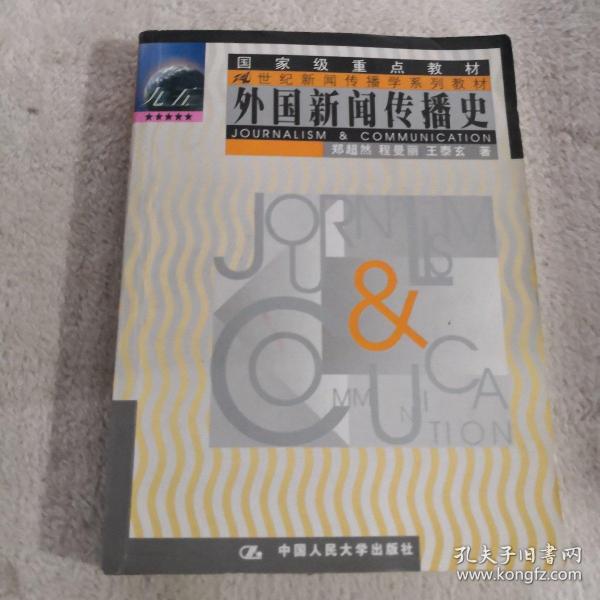 国家级重点教材
21世纪新闻传播学系列教材
九五
★★★★★
外国新闻传播史
JOURNALISM & COMMUNICATION
郑超然 程曼丽 王泰玄 著
JOURNALISM
&
COMMUNICATION
中国人民大学出版社
孔夫子旧书网
www.kongfz.com